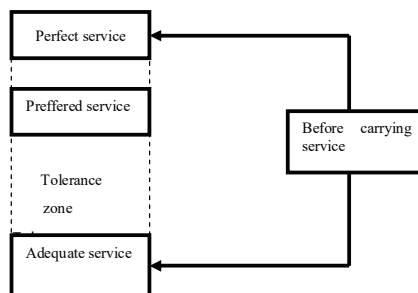 Perfect service
Preffered service
Before carrying
service
Tolerance
zone
Adequate service